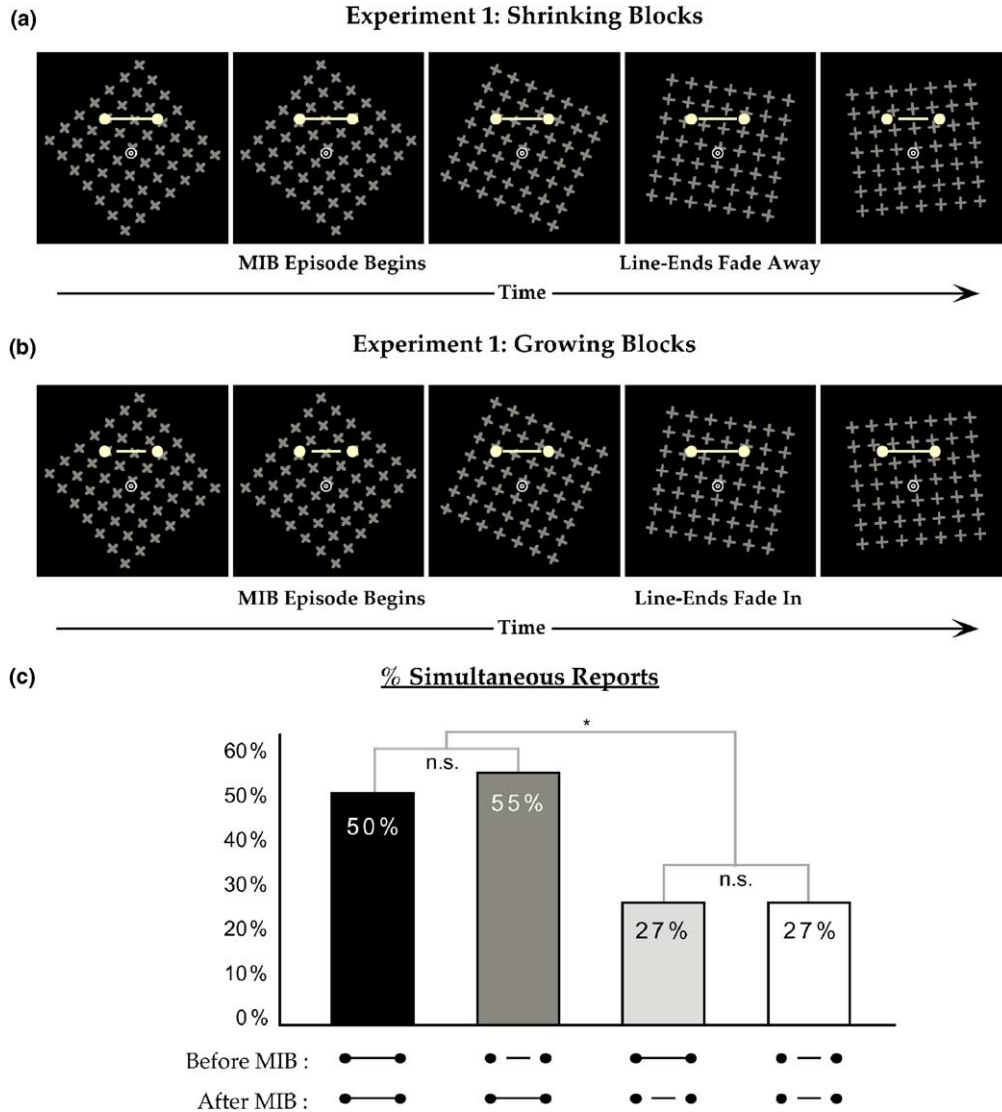 (a)
Experiment 1: Shrinking Blocks
MIB Episode Begins
Line-Ends Fade Away
Time
(b)
Experiment 1: Growing Blocks
MIB Episode Begins
Line-Ends Fade In
Time
(c)
% Simultaneous Reports
*
60%
n.s.
50%
55%
50%
40%
30%
n.s.
20%
27%
27%
10%
0%
Before MIB :
After MIB :